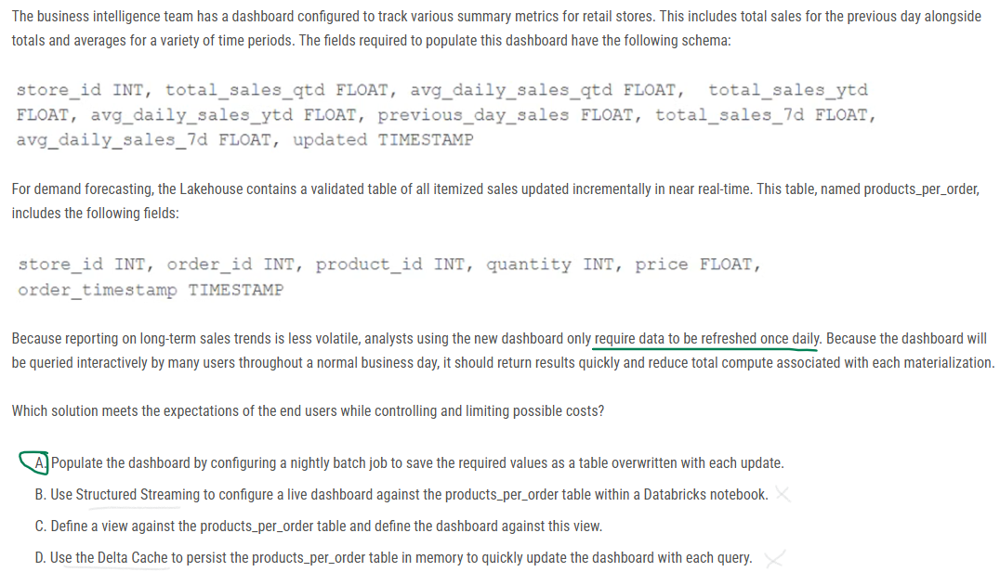 The business intelligence team has a dashboard configured to track various summary metrics for retail stores. This includes total sales for the previous day alongside
totals and averages for a variety of time periods. The fields required to populate this dashboard have the following schema:
store_id INT, total_sales_qtd FLOAT, avg_daily_sales_qtd FLOAT, total_sales_ytd
FLOAT, avg_daily_sales_ytd FLOAT, previous_day_sales FLOAT, total_sales_7d FLOAT,
avg_daily_sales_7d FLOAT, updated TIMESTAMP
For demand forecasting, the Lakehouse contains a validated table of all itemized sales updated incrementally in near real-time. This table, named products_per_order,
includes the following fields:
store_id INT, order_id INT, product_id INT, quantity INT, price FLOAT,
order_timestamp TIMESTAMP
Because reporting on long-term sales trends is less volatile, analysts using the new dashboard only require data to be refreshed once daily. Because the dashboard will
be queried interactively by many users throughout a normal business day, it should return results quickly and reduce total compute associated with each materialization.
Which solution meets the expectations of the end users while controlling and limiting possible costs?
A. Populate the dashboard by configuring a nightly batch job to save the required values as a table overwritten with each update.
B. Use Structured Streaming to configure a live dashboard against the products_per_order table within a Databricks notebook.
C. Define a view against the products_per_order table and define the dashboard against this view.
D. Use the Delta Cache to persist the products_per_order table in memory to quickly update the dashboard with each query.